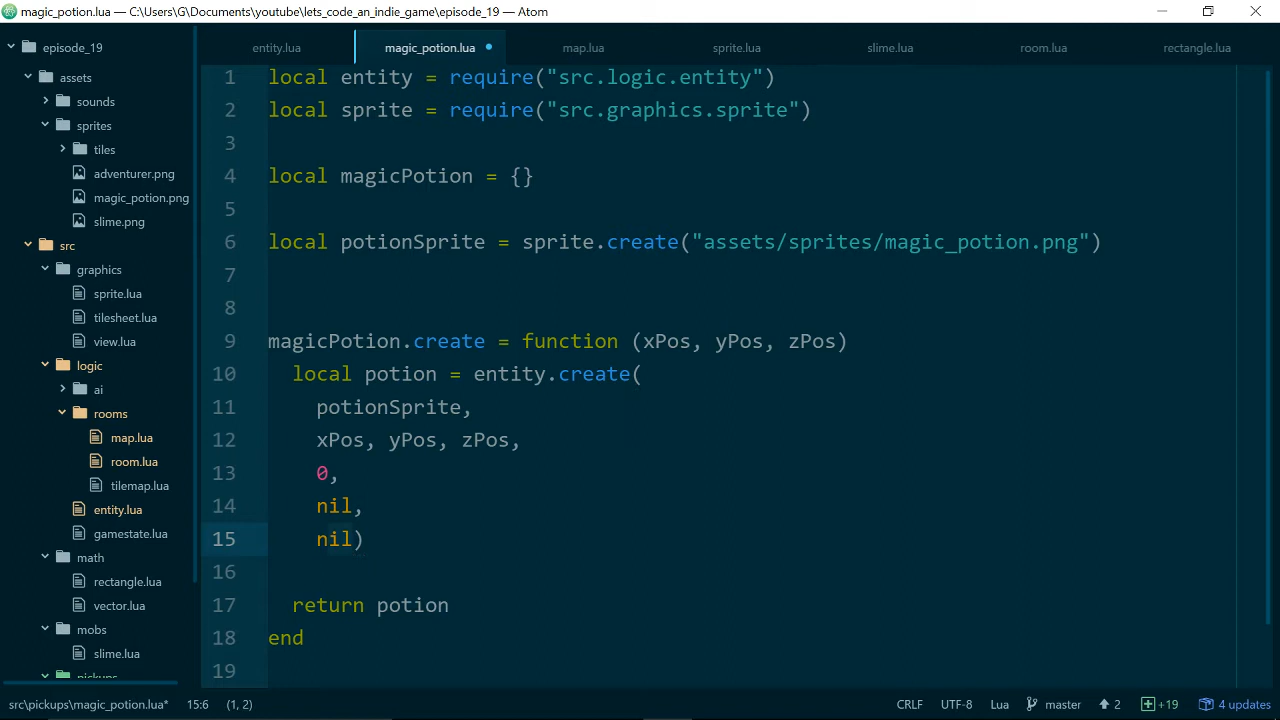 magic_potion.lua — C:\Users\G\Documents\youtube\lets_code_an_indie_game\episode_19 — Atom
episode_19
assets
sounds
sprites
tiles
adventurer.png
magic_potion.png
slime.png
src
graphics
sprite.lua
tilesheet.lua
view.lua
logic
ai
rooms
map.lua
room.lua
tilemap.lua
entity.lua
gamestate.lua
math
rectangle.lua
vector.lua
mobs
slime.lua
pickups
entity.lua magic_potion.lua map.lua sprite.lua slime.lua room.lua rectangle.lua
1 local entity = require("src.logic.entity")
2 local sprite = require("src.graphics.sprite")
3
4 local magicPotion = {}
5
6 local potionSprite = sprite.create("assets/sprites/magic_potion.png")
7
8
9 magicPotion.create = function (xPos, yPos, zPos)
10 local potion = entity.create(
11 potionSprite,
12 xPos, yPos, zPos,
13 0,
14 nil,
15 nil)
16
17 return potion
18 end
19
src\pickups\magic_potion.lua* 15:6 (1, 2) CRLF UTF-8 Lua master 2 +19 4 updates